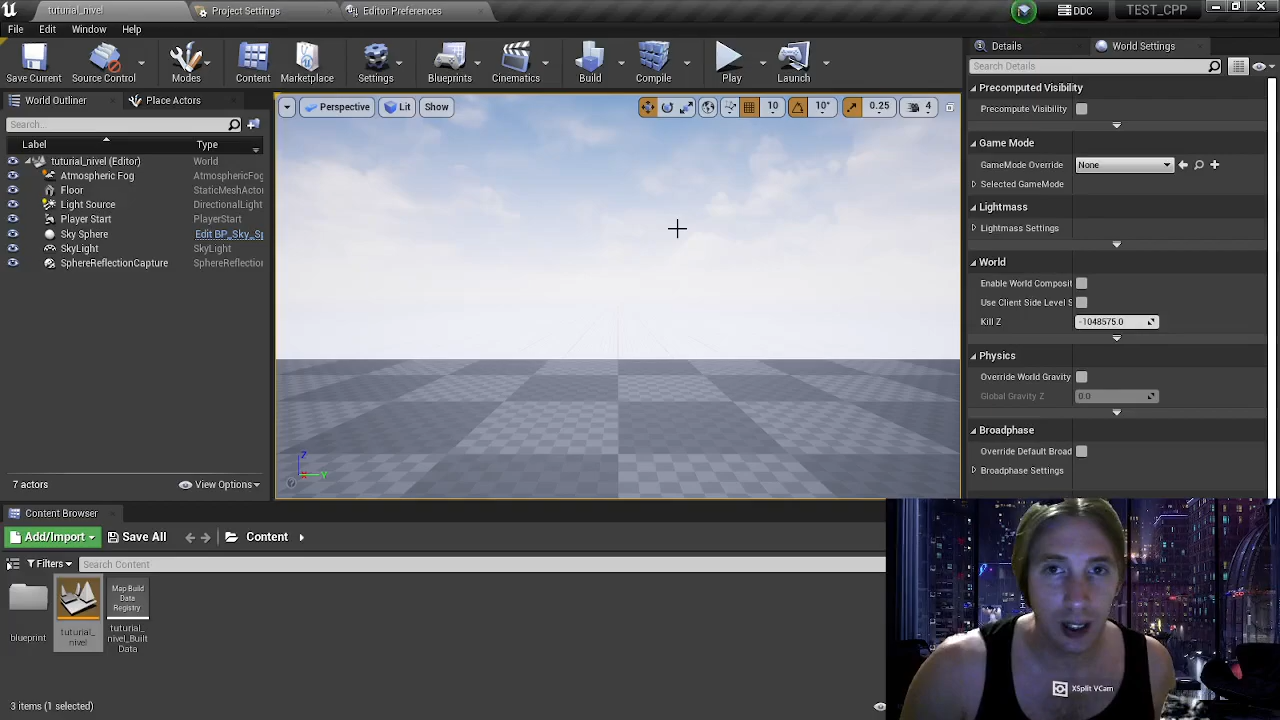 tuturial_nivel
Project Settings
Editor Preferences
DDC
TEST_CPP
File
Edit
Window
Help
Save Current
Source Control
Modes
Content
Marketplace
Settings
Blueprints
Cinematics
Build
Compile
Play
Launch
Details
World Settings
Search Details
World Outliner
Place Actors
Search...
Label
Type
tuturial_nivel (Editor)
World
Atmospheric Fog
AtmosphericFog
Floor
StaticMeshActor
Light Source
DirectionalLight
Player Start
PlayerStart
Sky Sphere
Edit BP_Sky_Sp
SkyLight
SkyLight
SphereReflectionCapture
SphereReflection
7 actors
View Options
Perspective
Lit
Show
10
10°
0.25
4
Z
X
Y
Precomputed Visibility
Precompute Visibility
Game Mode
GameMode Override
None
Selected GameMode
Lightmass
Lightmass Settings
World
Enable World Composit
Use Client Side Level S
Kill Z
-1048575.0
Physics
Override World Gravity
Global Gravity Z
0.0
Broadphase
Override Default Broad
Broadphase Settings
Content Browser
Add/Import
Save All
Content
Filters
Search Content
blueprint
tuturial_
nivel
Map Build
Data
Registry
tuturial_
nivel_Built
Data
3 items (1 selected)
XSplit VCam